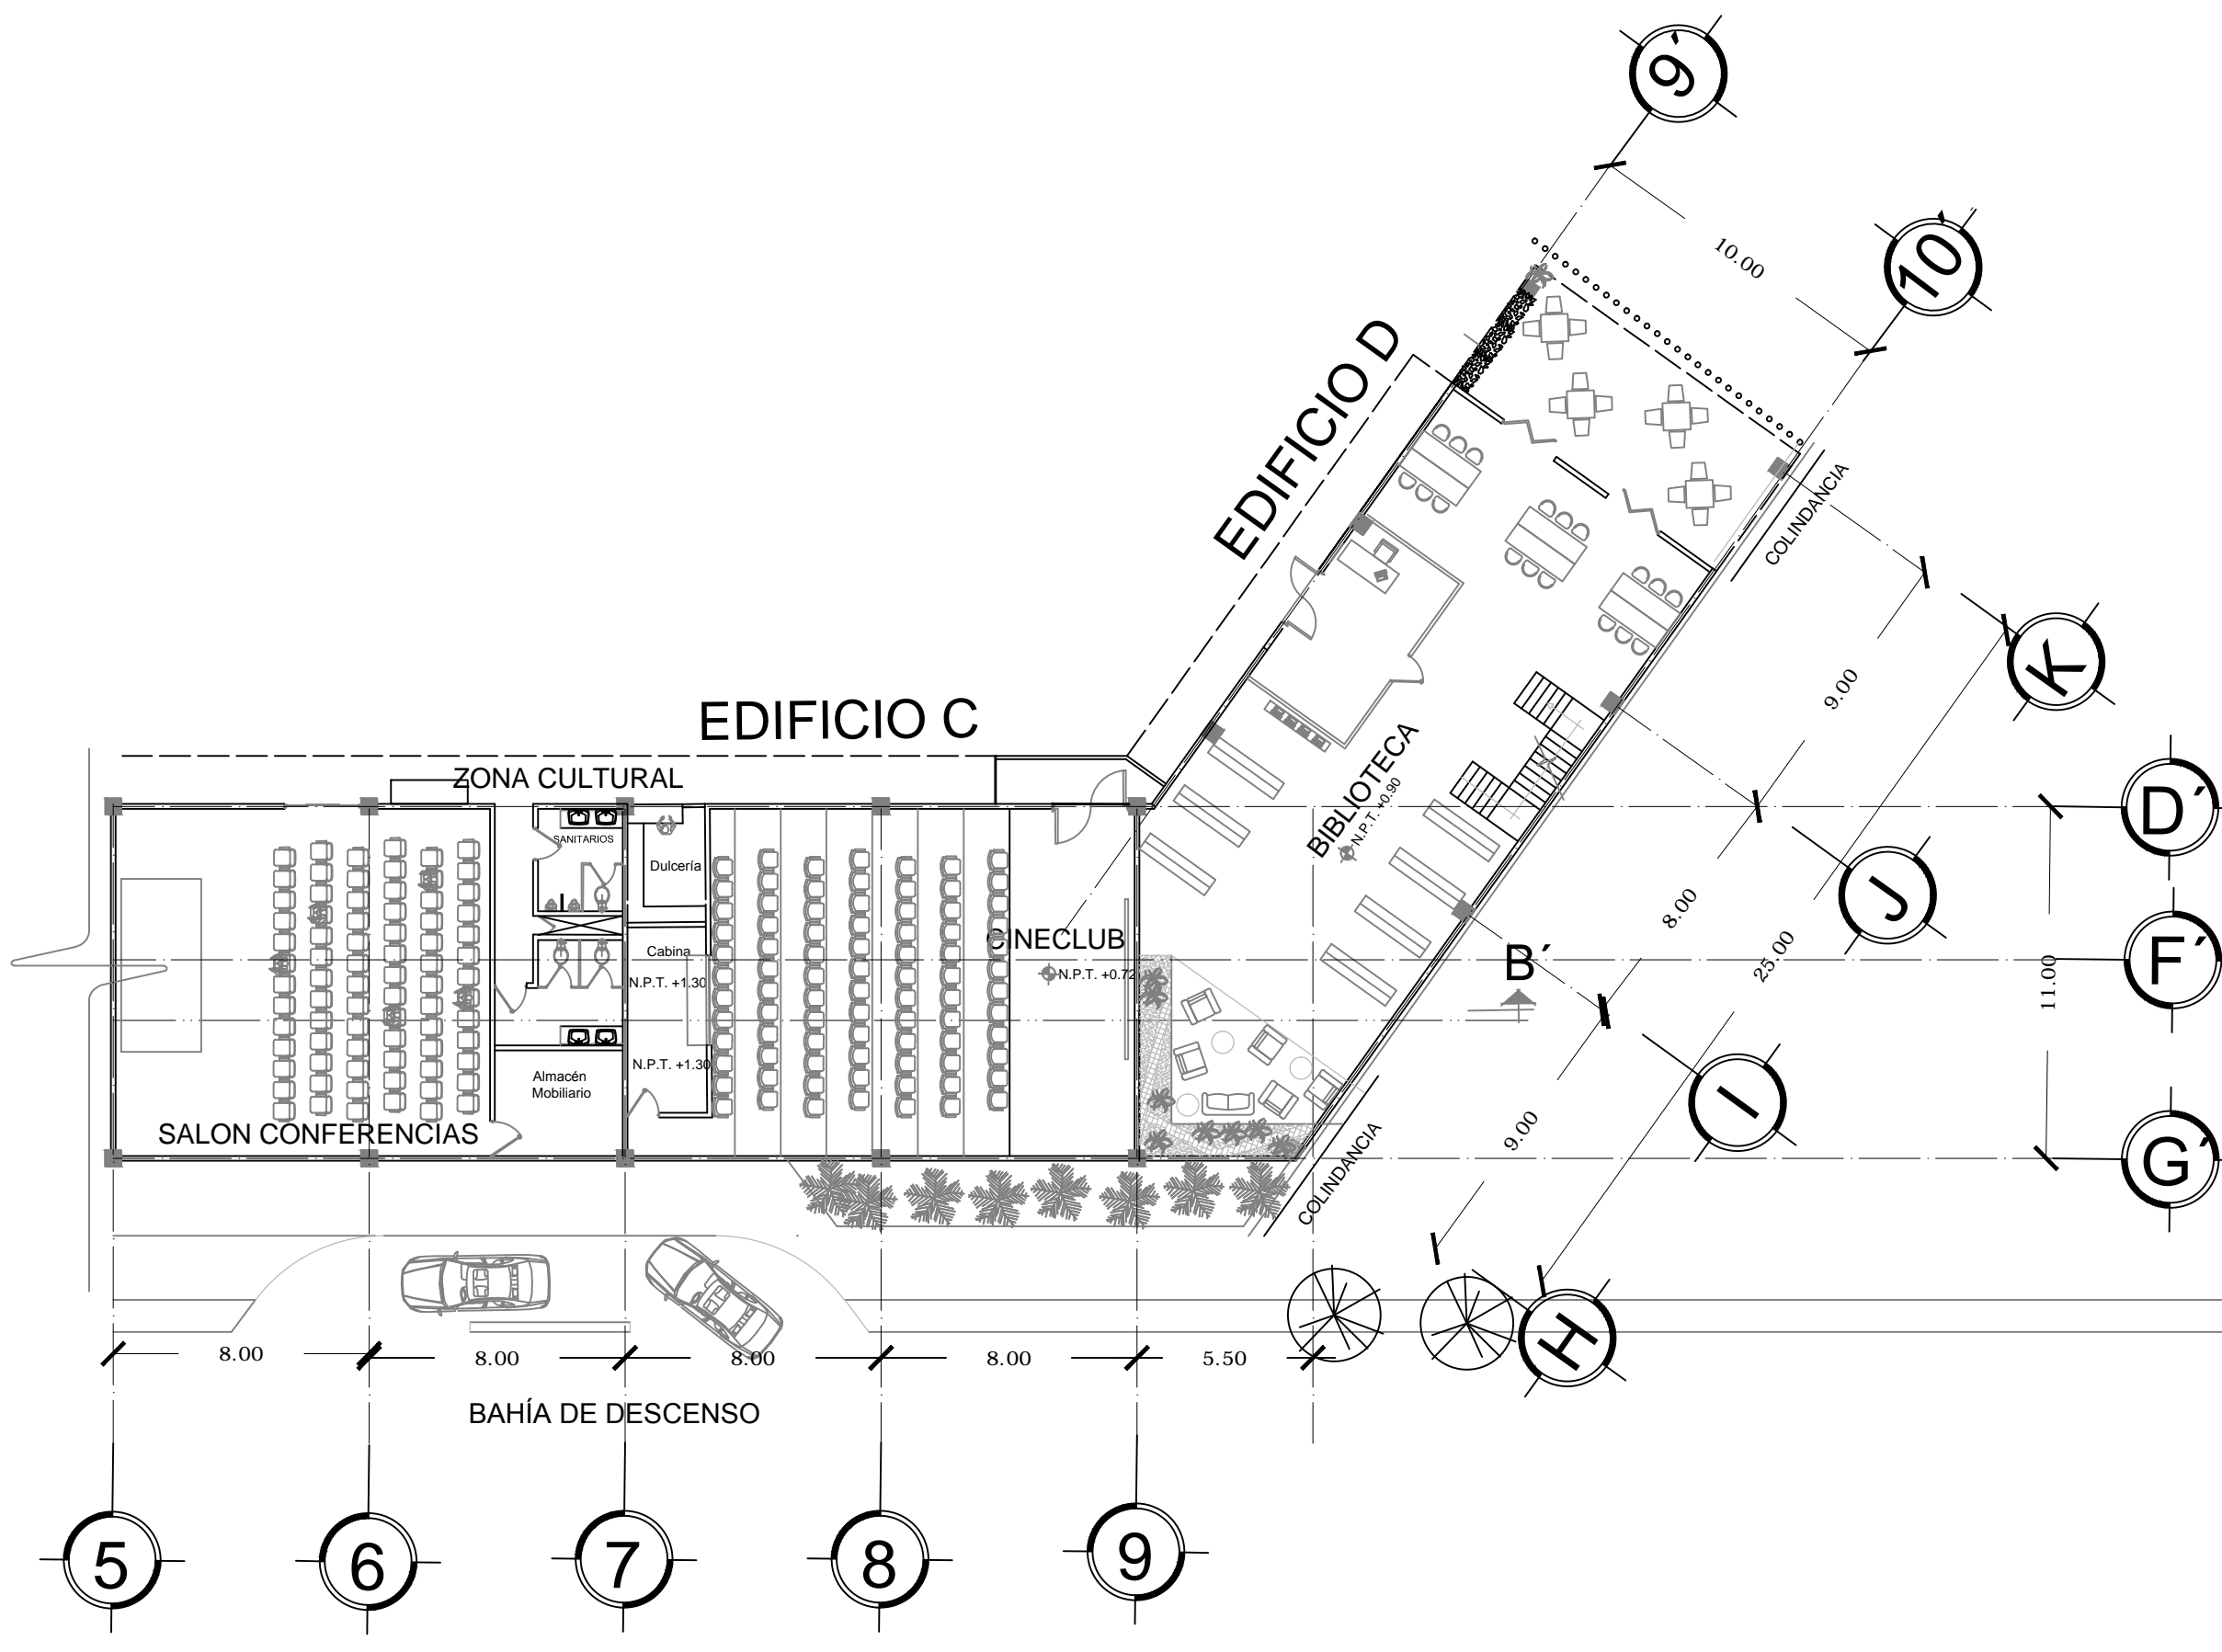 9´
10.00
10´
EDIFICIO D
COLINDANCIA
K
9.00
EDIFICIO C
ZONA CULTURAL
BIBLIOTECA
N.P.T. +0.90
D´
SANITARIOS
Dulcería
J
8.00
CINECLUB
B´
F´
Cabina
N.P.T. +0.72
25.00
11.00
N.P.T. +1.30
N.P.T. +1.30
Almacén
Mobiliario
I
SALON CONFERENCIAS
9.00
COLINDANCIA
G´
H
8.00
8.00
8.00
8.00
5.50
BAHÍA DE DESCENSO
5
6
7
8
9